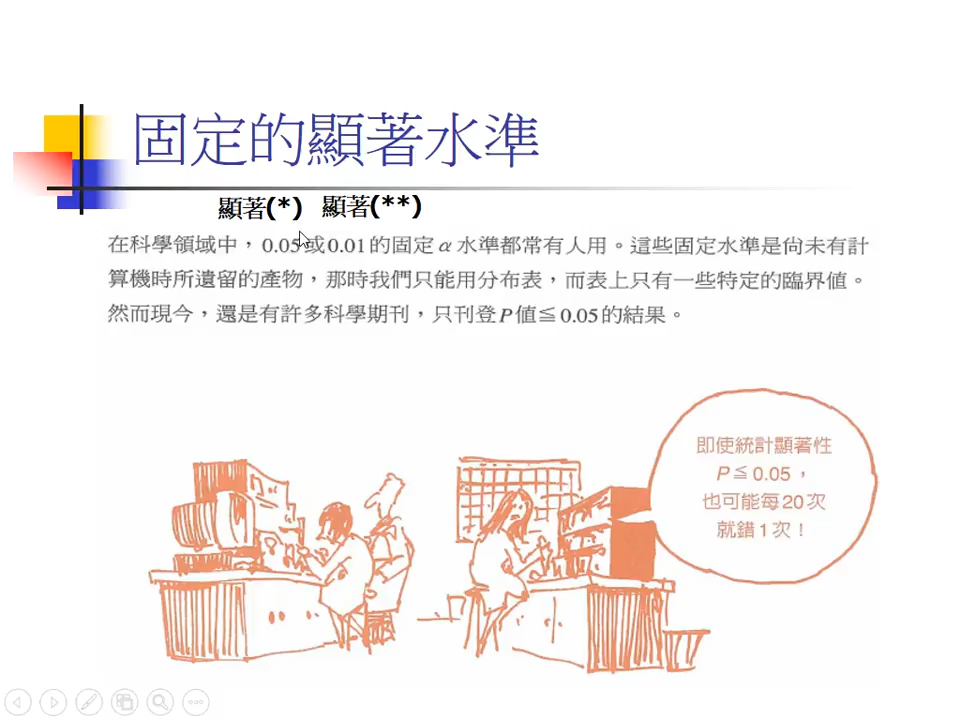 固定的顯著水準
顯著(*) 顯著(**)
在科學領域中，0.05或0.01的固定α水準都常有人用。這些固定水準是尚未有計
算機時所遺留的產物，那時我們只能用分布表，而表上只有一些特定的臨界值。
然而現今，還是有許多科學期刊，只刊登P值≦0.05的結果。
即使統計顯著性
P≦0.05，
也可能每20次
就錯1次！